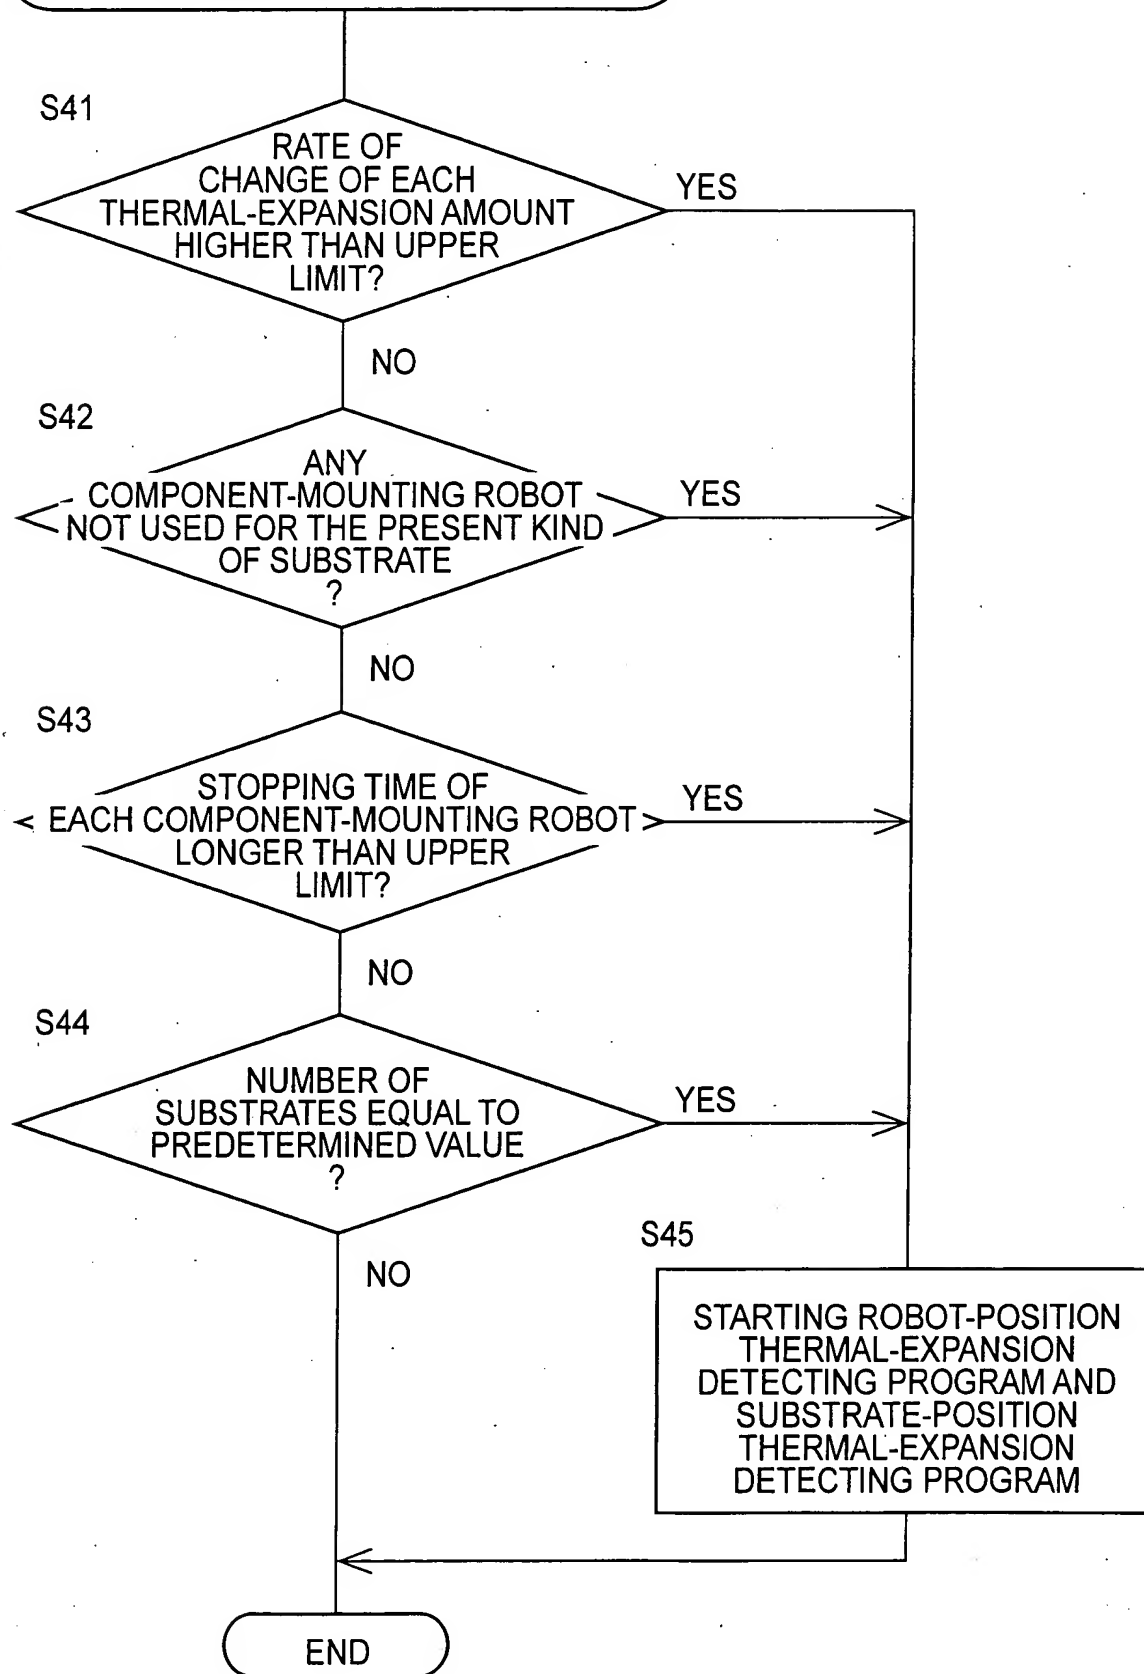 S41
RATE OF
CHANGE OF EACH
THERMAL-EXPANSION AMOUNT
HIGHER THAN UPPER
LIMIT?
YES
NO
S42
ANY
COMPONENT-MOUNTING ROBOT
NOT USED FOR THE PRESENT KIND
OF SUBSTRATE
?
YES
NO
S43
STOPPING TIME OF
EACH COMPONENT-MOUNTING ROBOT
LONGER THAN UPPER
LIMIT?
YES
NO
S44
NUMBER OF
SUBSTRATES EQUAL TO
PREDETERMINED VALUE
?
YES
NO
S45
STARTING ROBOT-POSITION
THERMAL-EXPANSION
DETECTING PROGRAM AND
SUBSTRATE-POSITION
THERMAL-EXPANSION
DETECTING PROGRAM
END